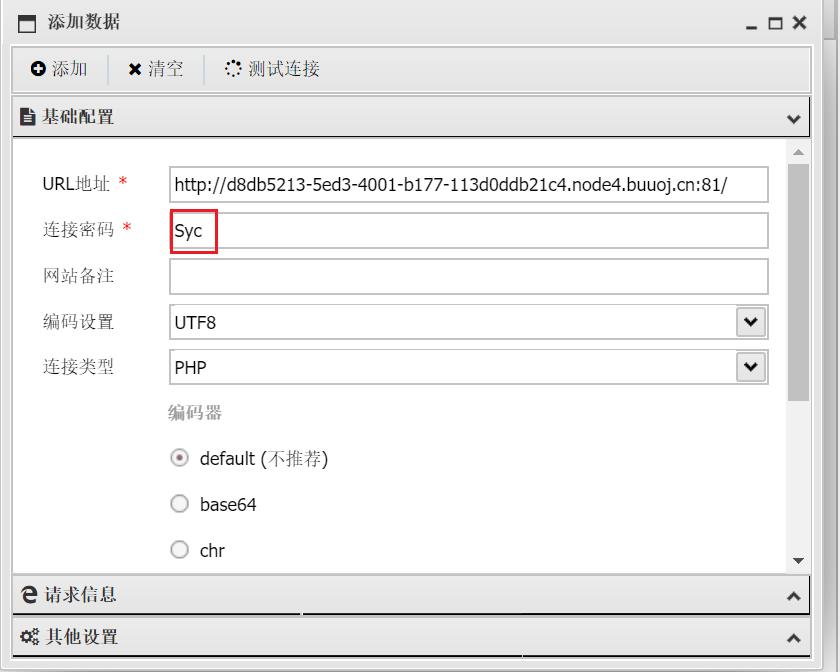 添加数据
添加 清空 测试连接
基础配置
URL地址 * http://d8db5213-5ed3-4001-b177-113d0ddb21c4.node4.buuoj.cn:81/
连接密码 * Syc
网站备注
编码设置 UTF8
连接类型 PHP
编码器
default (不推荐)
base64
chr
请求信息
其他设置